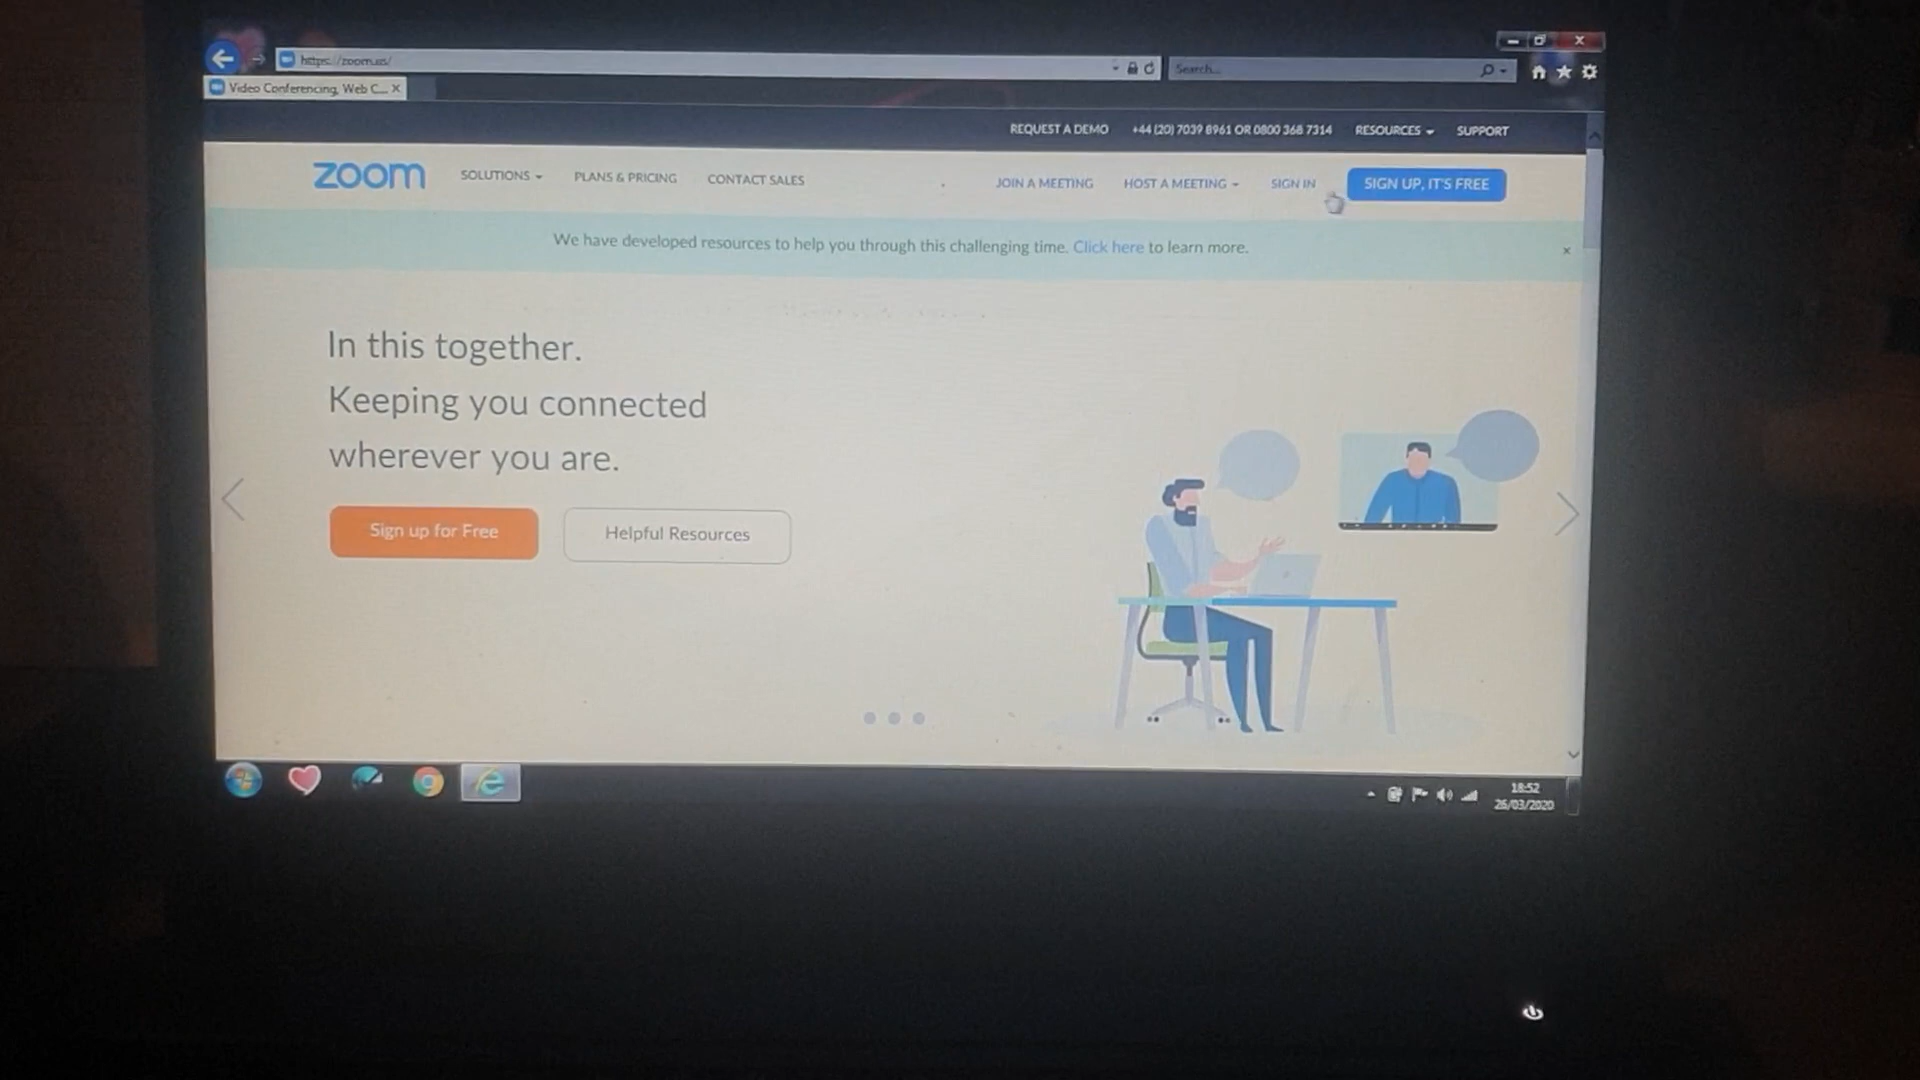 https://zoom.us/
Search...
Video Conferencing, Web C...
REQUEST A DEMO +44 (20) 7039 8961 OR 0800 368 7314 RESOURCES SUPPORT
zoom SOLUTIONS PLANS & PRICING CONTACT SALES JOIN A MEETING HOST A MEETING SIGN IN SIGN UP, IT'S FREE
We have developed resources to help you through this challenging time. Click here to learn more.
In this together.
Keeping you connected
wherever you are.
Sign up for Free
Helpful Resources
18:52
26/03/2020